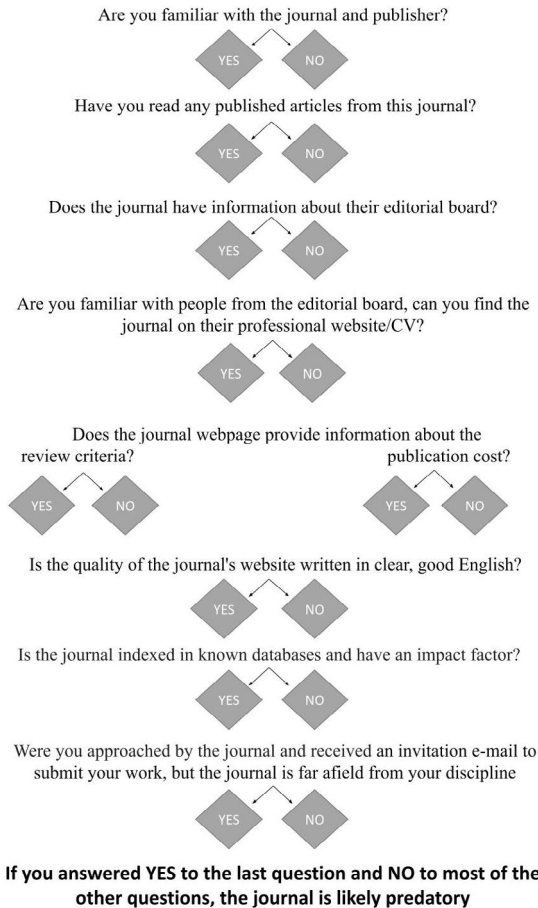 Are you familiar with the journal and publisher?
YES NO
Have you read any published articles from this journal?
YES NO
Does the journal have information about their editorial board?
YES NO
Are you familiar with people from the editorial board, can you find the
journal on their professional website/CV?
YES NO
Does the journal webpage provide information about the
review criteria? publication cost?
YES NO YES NO
Is the quality of the journal's website written in clear, good English?
YES NO
Is the journal indexed in known databases and have an impact factor?
YES NO
Were you approached by the journal and received an invitation e-mail to
submit your work, but the journal is far afield from your discipline
YES NO
If you answered YES to the last question and NO to most of the
other questions, the journal is likely predatory